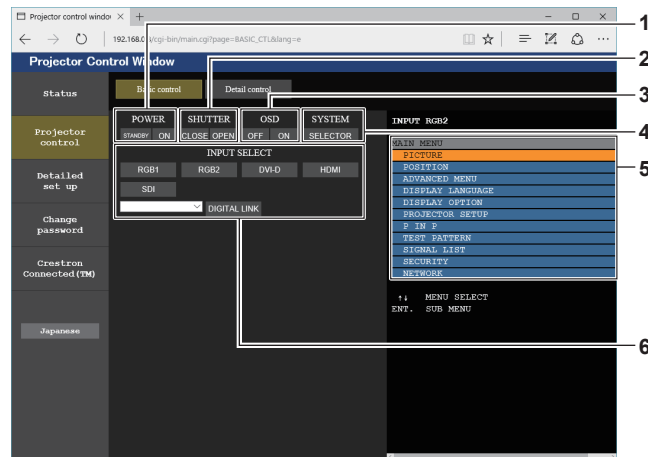 Projector control window
192.168.0.8/cgi-bin/main.cgi?page=BASIC_CTL&lang=e
Projector Control Window
Status
Projector
control
Detailed
set up
Change
password
Crestron
Connected(TM)
Japanese
Basic control
Detail control
POWER
SHUTTER
OSD
SYSTEM
STANDBY
ON
CLOSE
OPEN
OFF
ON
SELECTOR
INPUT SELECT
RGB1
RGB2
DVI-D
HDMI
SDI
DIGITAL LINK
INPUT RGB2
MAIN MENU
PICTURE
POSITION
ADVANCED MENU
DISPLAY LANGUAGE
DISPLAY OPTION
PROJECTOR SETUP
P IN P
TEST PATTERN
SIGNAL LIST
SECURITY
NETWORK
↑↓ MENU SELECT
ENT. SUB MENU
1
2
3
4
5
6